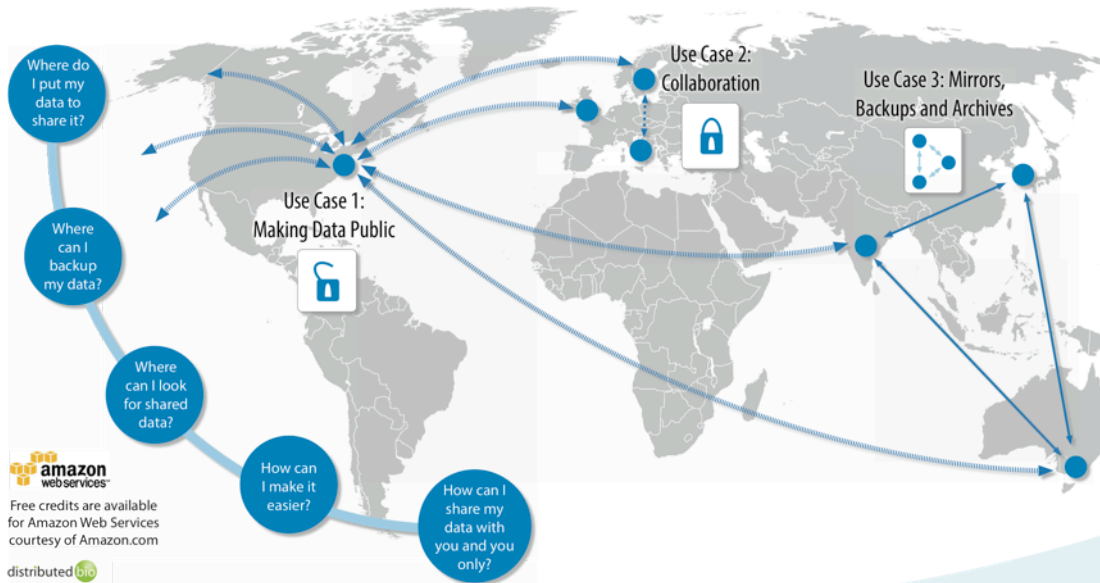 Where do
I put my
data to
share it?
Where
can I
backup
my data?
Where
can I look
for shared
data?
How can
I make it
easier?
How can I
share my
data with
you and you
only?
Use Case 1:
Making Data Public
Use Case 2:
Collaboration
Use Case 3: Mirrors,
Backups and Archives
amazon
webservices™
Free credits are available
for Amazon Web Services
courtesy of Amazon.com
distributed bio